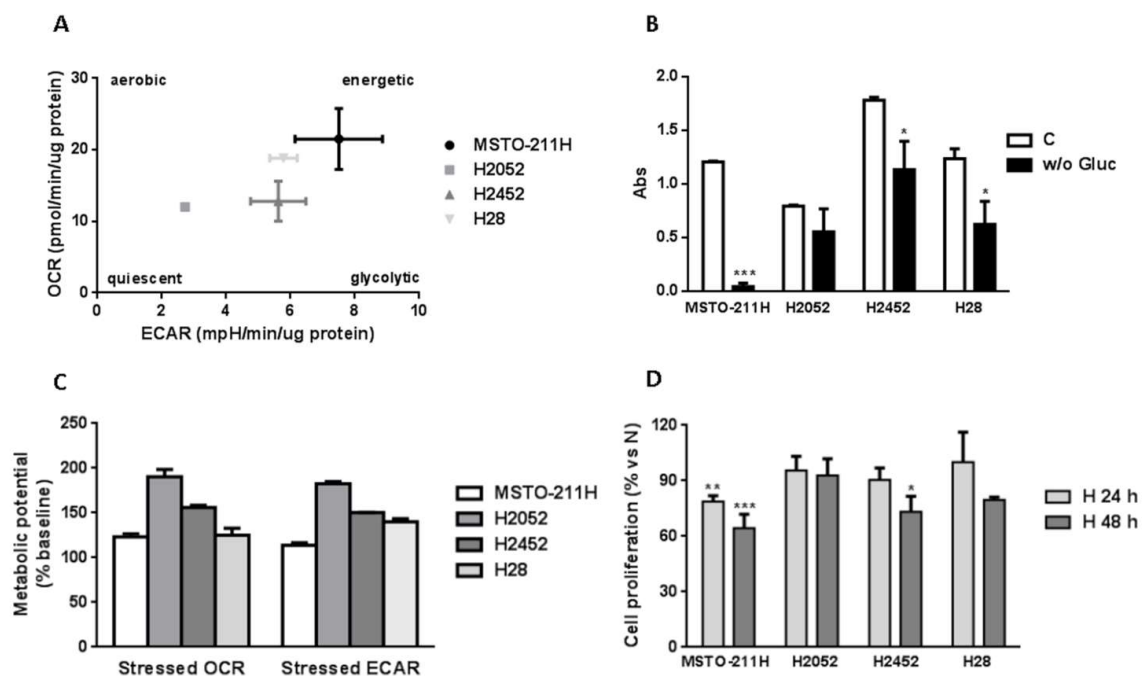 A
OCR (pmol/min/ug protein)
30
20
10
0
aerobic
energetic
quiescent
glycolytic
0 2 4 6 8 10
ECAR (mpH/min/ug protein)
MSTO-211H
H2052
H2452
H28
B
Abs
2.0
1.5
1.0
0.5
0.0
***
*
*
MSTO-211H H2052 H2452 H28
C
w/o Gluc
C
Metabolic potential
(% baseline)
250
200
150
100
50
0
Stressed OCR Stressed ECAR
MSTO-211H
H2052
H2452
H28
D
Cell proliferation (% vs N)
120
90
60
30
0
**
***
*
MSTO-211H H2052 H2452 H28
H 24 h
H 48 h